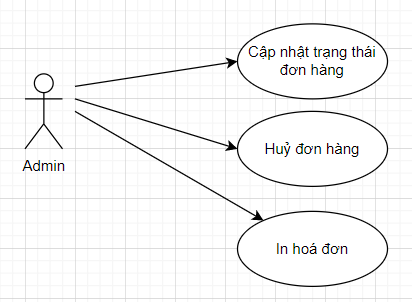 Cập nhật trạng thái
đơn hàng
Huỷ đơn hàng
Admin
In hoá đơn